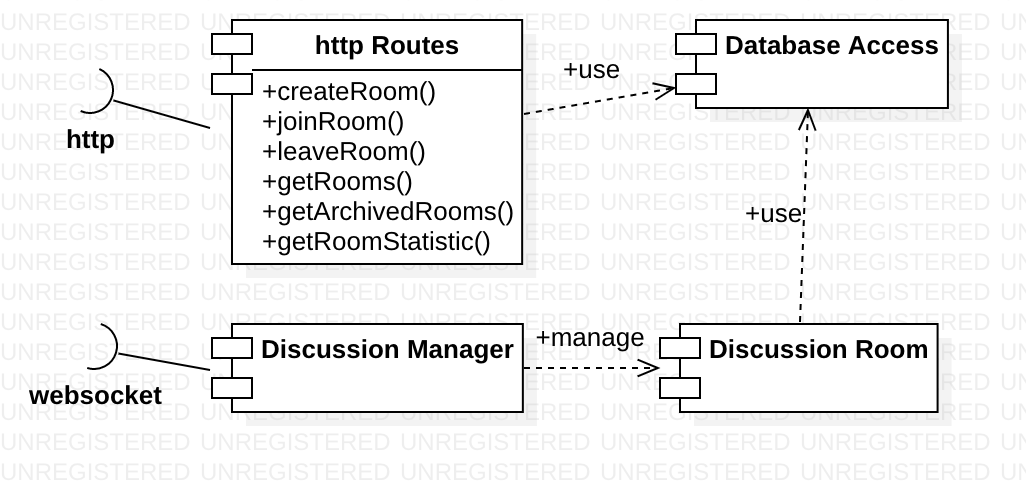 http Routes
+createRoom()
+joinRoom()
+leaveRoom()
+getRooms()
+getArchivedRooms()
+getRoomStatistic()
+use
Database Access
http
+use
Discussion Manager
+manage
Discussion Room
websocket
UNREGISTERED